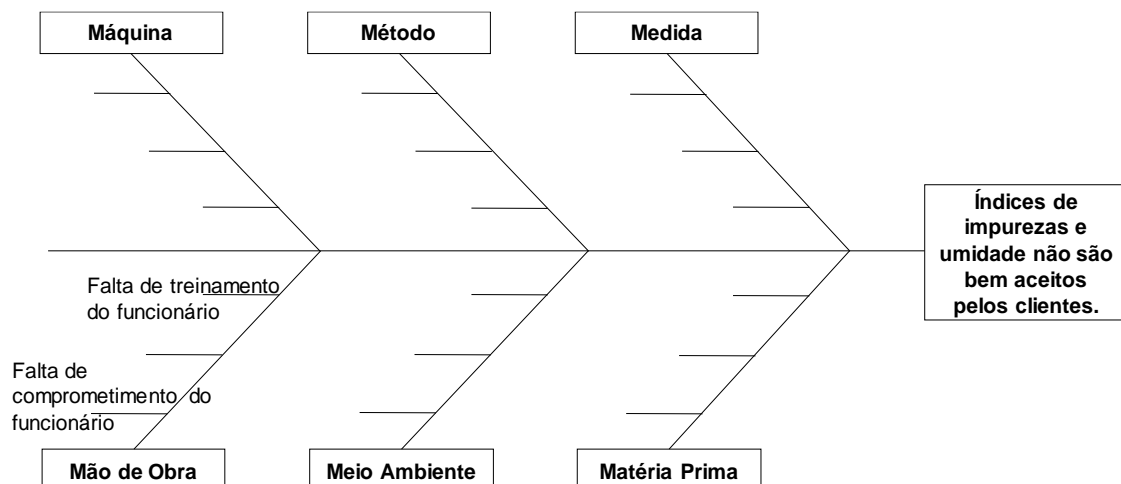 Máquina
Método
Medida
Índices de
impurezas e
umidade não são
bem aceitos
pelos clientes.
Falta de treinamento
do funcionário
Falta de
comprometimento do
funcionário
Mão de Obra
Meio Ambiente
Matéria Prima